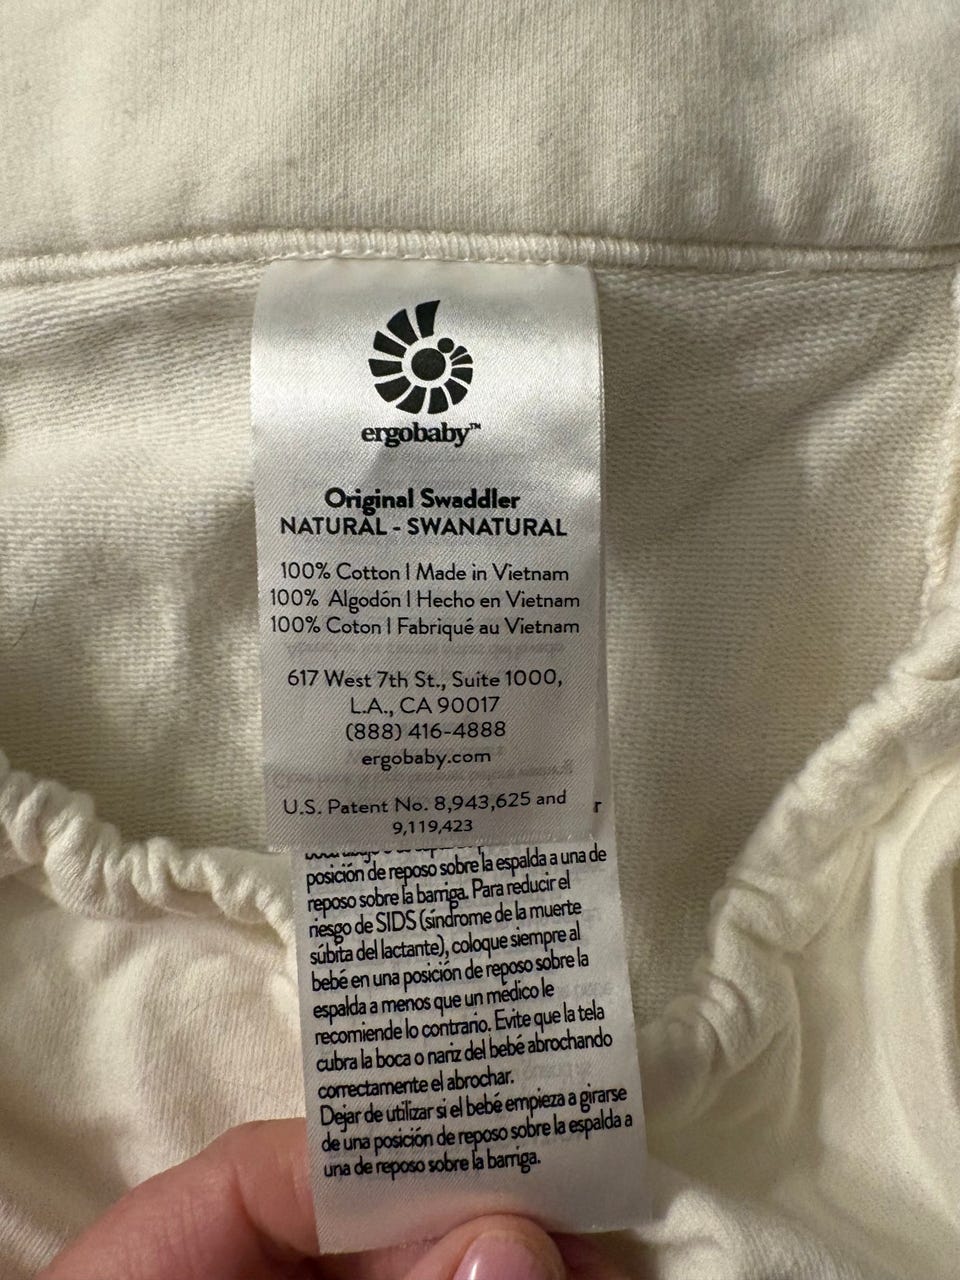 ergobaby™
Original Swaddler
NATURAL - SWANATURAL
100% Cotton | Made in Vietnam
100% Algodón | Hecho en Vietnam
100% Coton | Fabriqué au Vietnam
617 West 7th St., Suite 1000,
L.A., CA 90017
(888) 416-4888
ergobaby.com
U.S. Patent No. 8,943,625 and
9,119,423
r
posición de reposo sobre la espalda a una de
reposo sobre la barriga. Para reducir el
riesgo de SIDS (síndrome de la muerte
súbita del lactante), coloque siempre al
bebé en una posición de reposo sobre la
espalda a menos que un médico le
recomiende lo contrario. Evite que la tela
cubra la boca o nariz del bebé abrochando
correctamente el abrochar.
Dejar de utilizar si el bebé empieza a girarse
de una posición de reposo sobre la espalda a
una de reposo sobre la barriga.